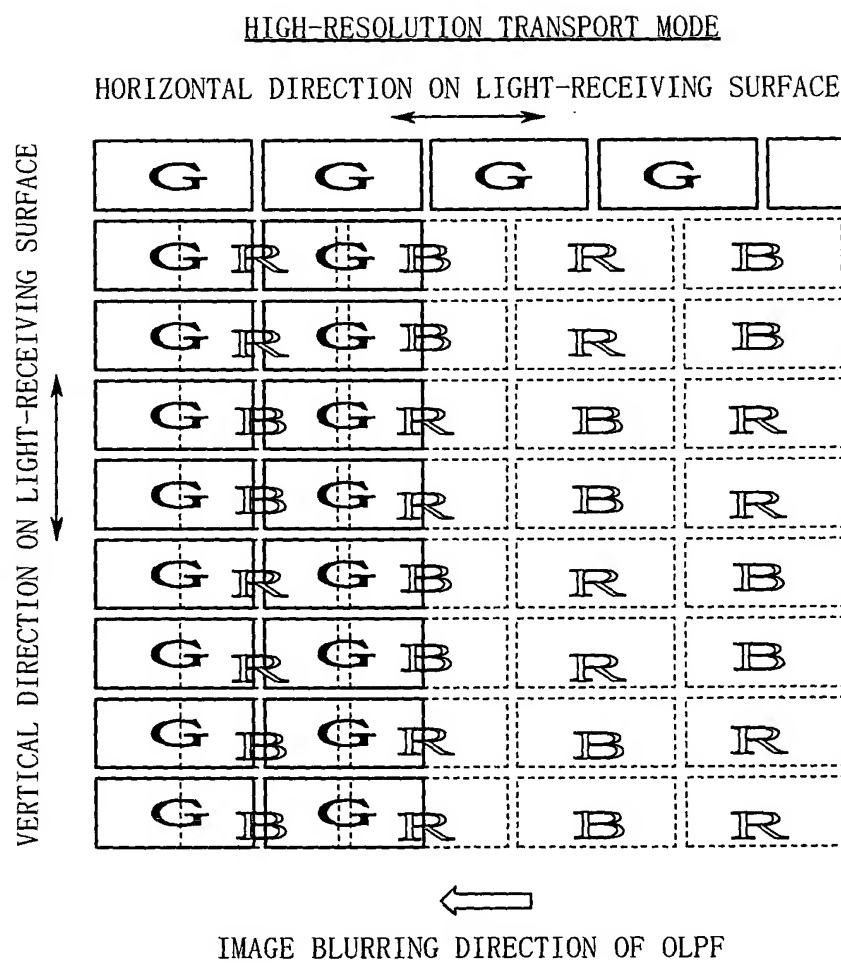 HIGH-RESOLUTION TRANSPORT MODE
HORIZONTAL DIRECTION ON LIGHT-RECEIVING SURFACE
VERTICAL DIRECTION ON LIGHT-RECEIVING SURFACE
G G G G
G R G B R B
G R G B R B
G B G R B R
G B G R B R
G R G B R B
G R G B R B
G B G R B R
G B G R B R
IMAGE BLURRING DIRECTION OF OLPF